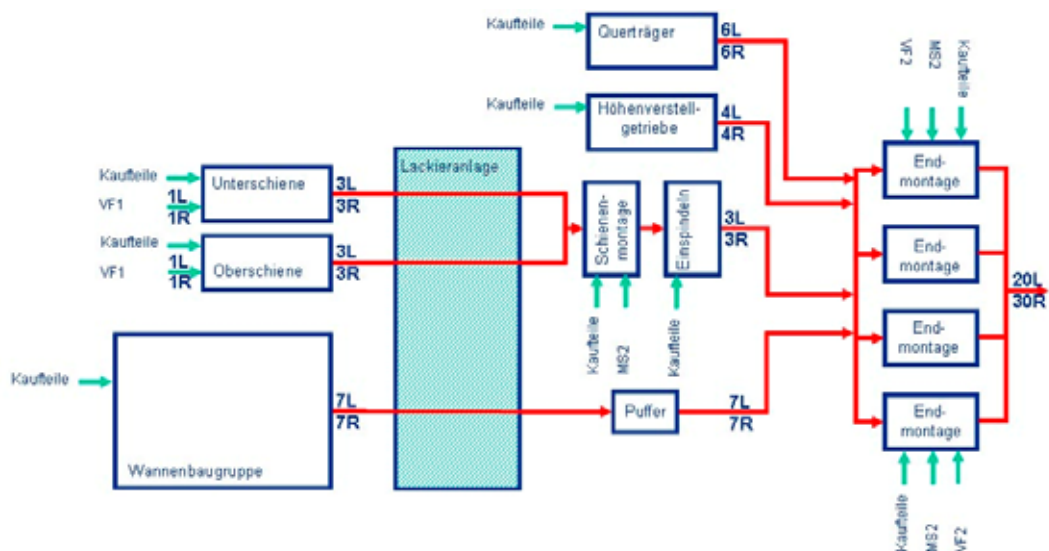 Kaufteile
Querträger
6L
6R
Kaufteile
Höhenverstell-
getriebe
4L
4R
VF2
MS2
Kaufteile
End-
montage
Lackieranlage
Kaufteile
Unterschiene
3L
3R
VF1
1L
1R
Kaufteile
Oberschiene
3L
3R
VF1
1L
1R
Schienen-
montage
Einspindeln
3L
3R
Kaufteile
MS2
Kaufteile
End-
montage
20L
30R
End-
montage
Kaufteile
Wannenbaugruppe
7L
7R
Puffer
7L
7R
End-
montage
Kaufteile
MS2
VF2